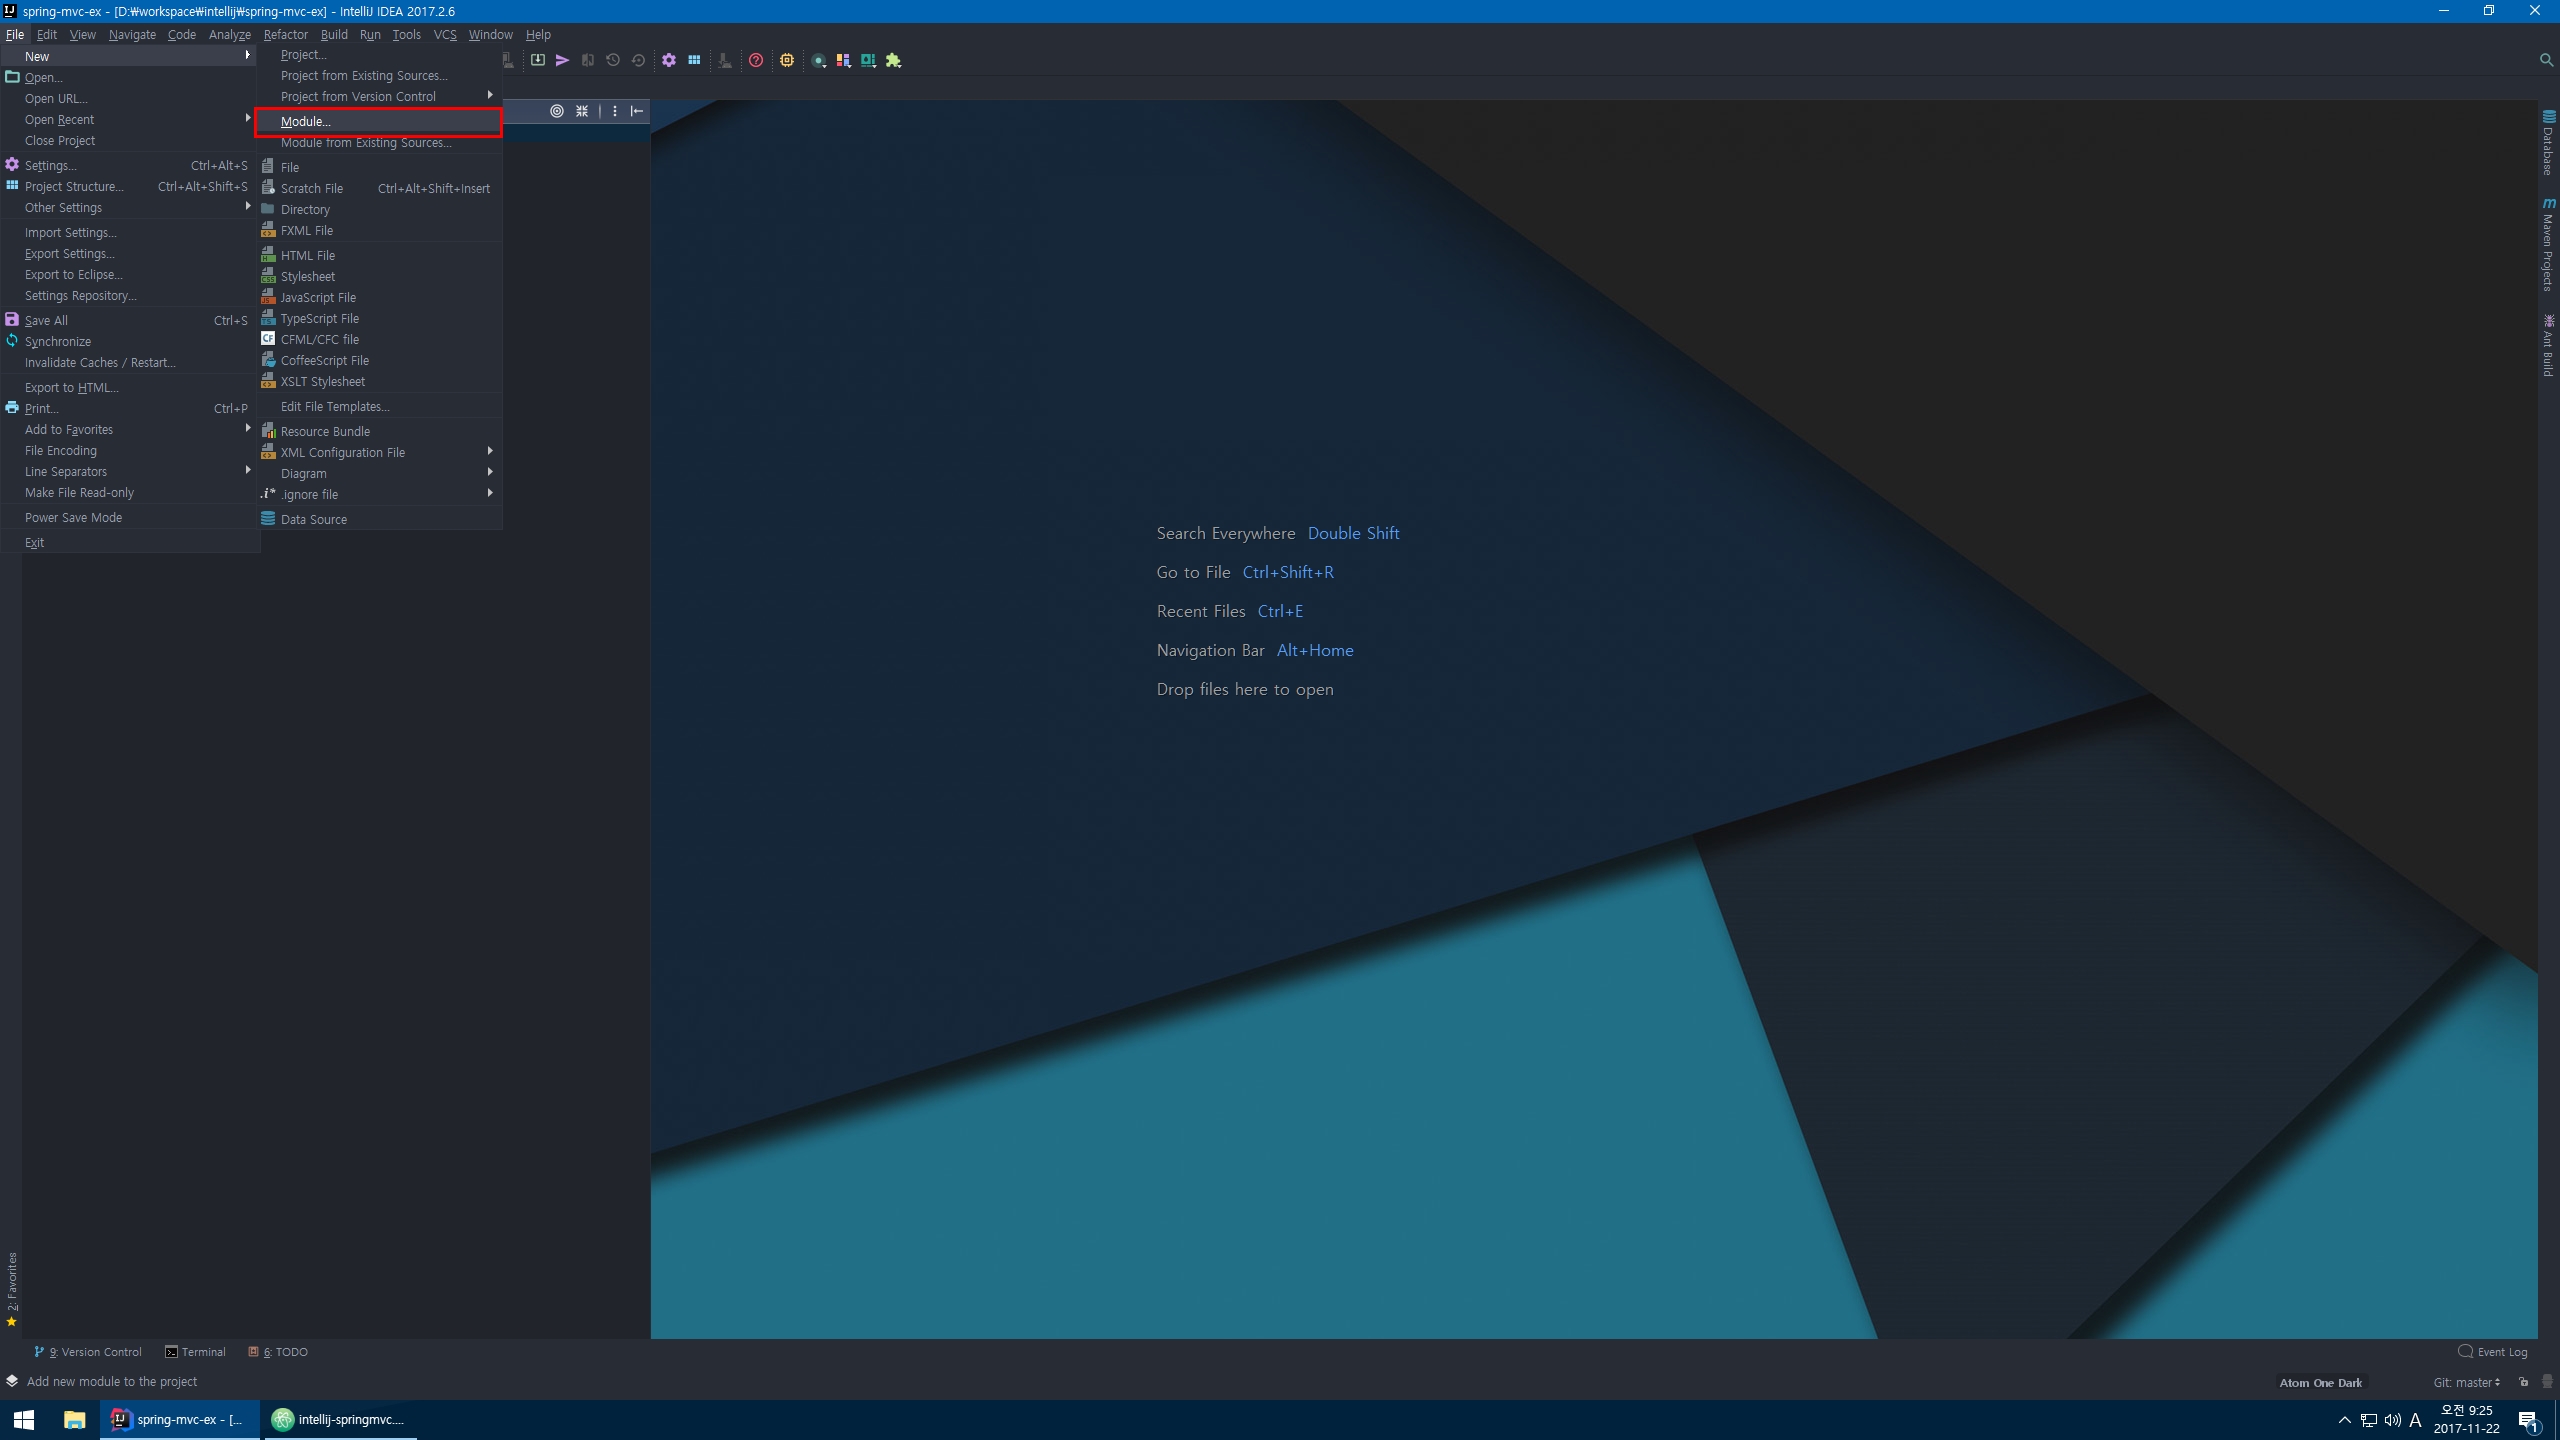 spring-mvc-ex - [D:₩workspace₩intellij₩spring-mvc-ex] - IntelliJ IDEA 2017.2.6
File Edit View Navigate Code Analyze Refactor Build Run Tools VCS Window Help
New
Open...
Open URL...
Open Recent
Close Project
Settings... Ctrl+Alt+S
Project Structure... Ctrl+Alt+Shift+S
Other Settings
Import Settings...
Export Settings...
Export to Eclipse...
Settings Repository...
Save All Ctrl+S
Synchronize
Invalidate Caches / Restart...
Export to HTML...
Print... Ctrl+P
Add to Favorites
File Encoding
Line Separators
Make File Read-only
Power Save Mode
Exit
Project...
Project from Existing Sources...
Project from Version Control
Module...
Module from Existing Sources...
File
Scratch File Ctrl+Alt+Shift+Insert
Directory
FXML File
HTML File
Stylesheet
JavaScript File
TypeScript File
CFML/CFC file
CoffeeScript File
XSLT Stylesheet
Edit File Templates...
Resource Bundle
XML Configuration File
Diagram
.ignore file
Data Source
Search Everywhere Double Shift
Go to File Ctrl+Shift+R
Recent Files Ctrl+E
Navigation Bar Alt+Home
Drop files here to open
Database
Maven Projects
Ant Build
2: Favorites
9: Version Control Terminal 6: TODO
Event Log
Add new module to the project
Atom One Dark
Git: master
spring-mvc-ex - [...
intellij-springmvc....
A
오전 9:25
2017-11-22
1